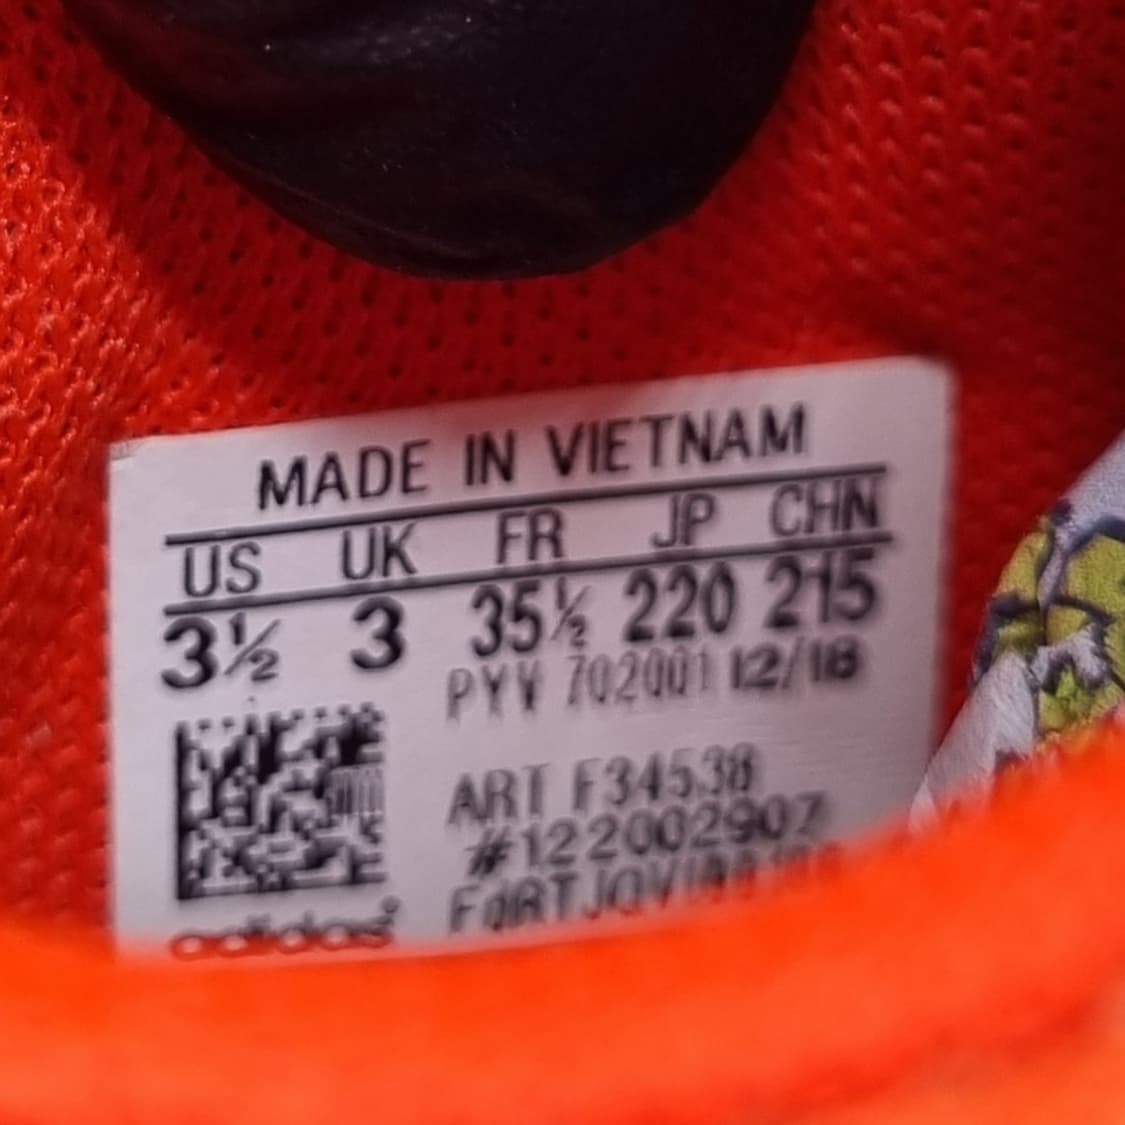 MADE IN VIETNAM
US UK FR JP CHN
3½ 3 35½ 220 215
PYV 702001 12/18
ART F34538
#122002907
adidas